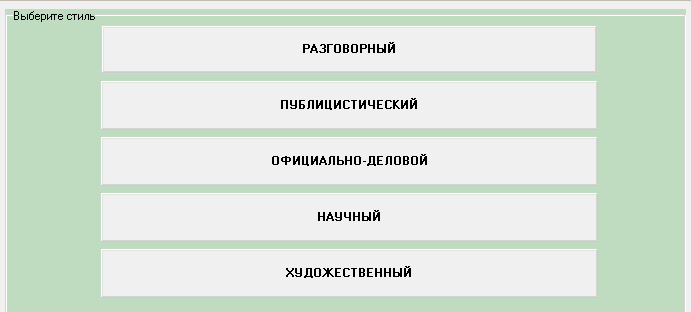 Выберите стиль
РАЗГОВОРНЫЙ
ПУБЛИЦИСТИЧЕСКИЙ
ОФИЦИАЛЬНО-ДЕЛОВОЙ
НАУЧНЫЙ
ХУДОЖЕСТВЕННЫЙ